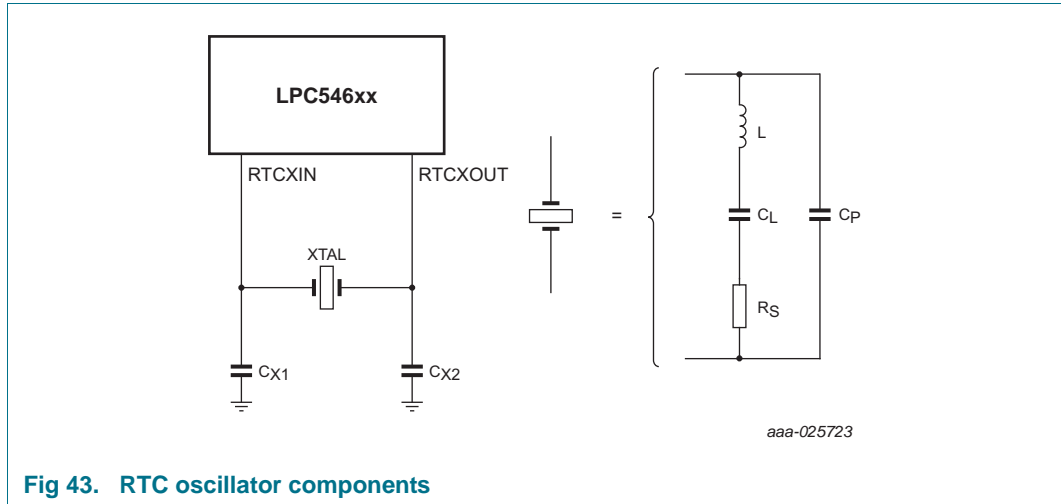 LPC546xx
RTCXIN
RTCXOUT
XTAL
CX1
CX2
=
L
CL
CP
RS
aaa-025723
Fig 43. RTC oscillator components